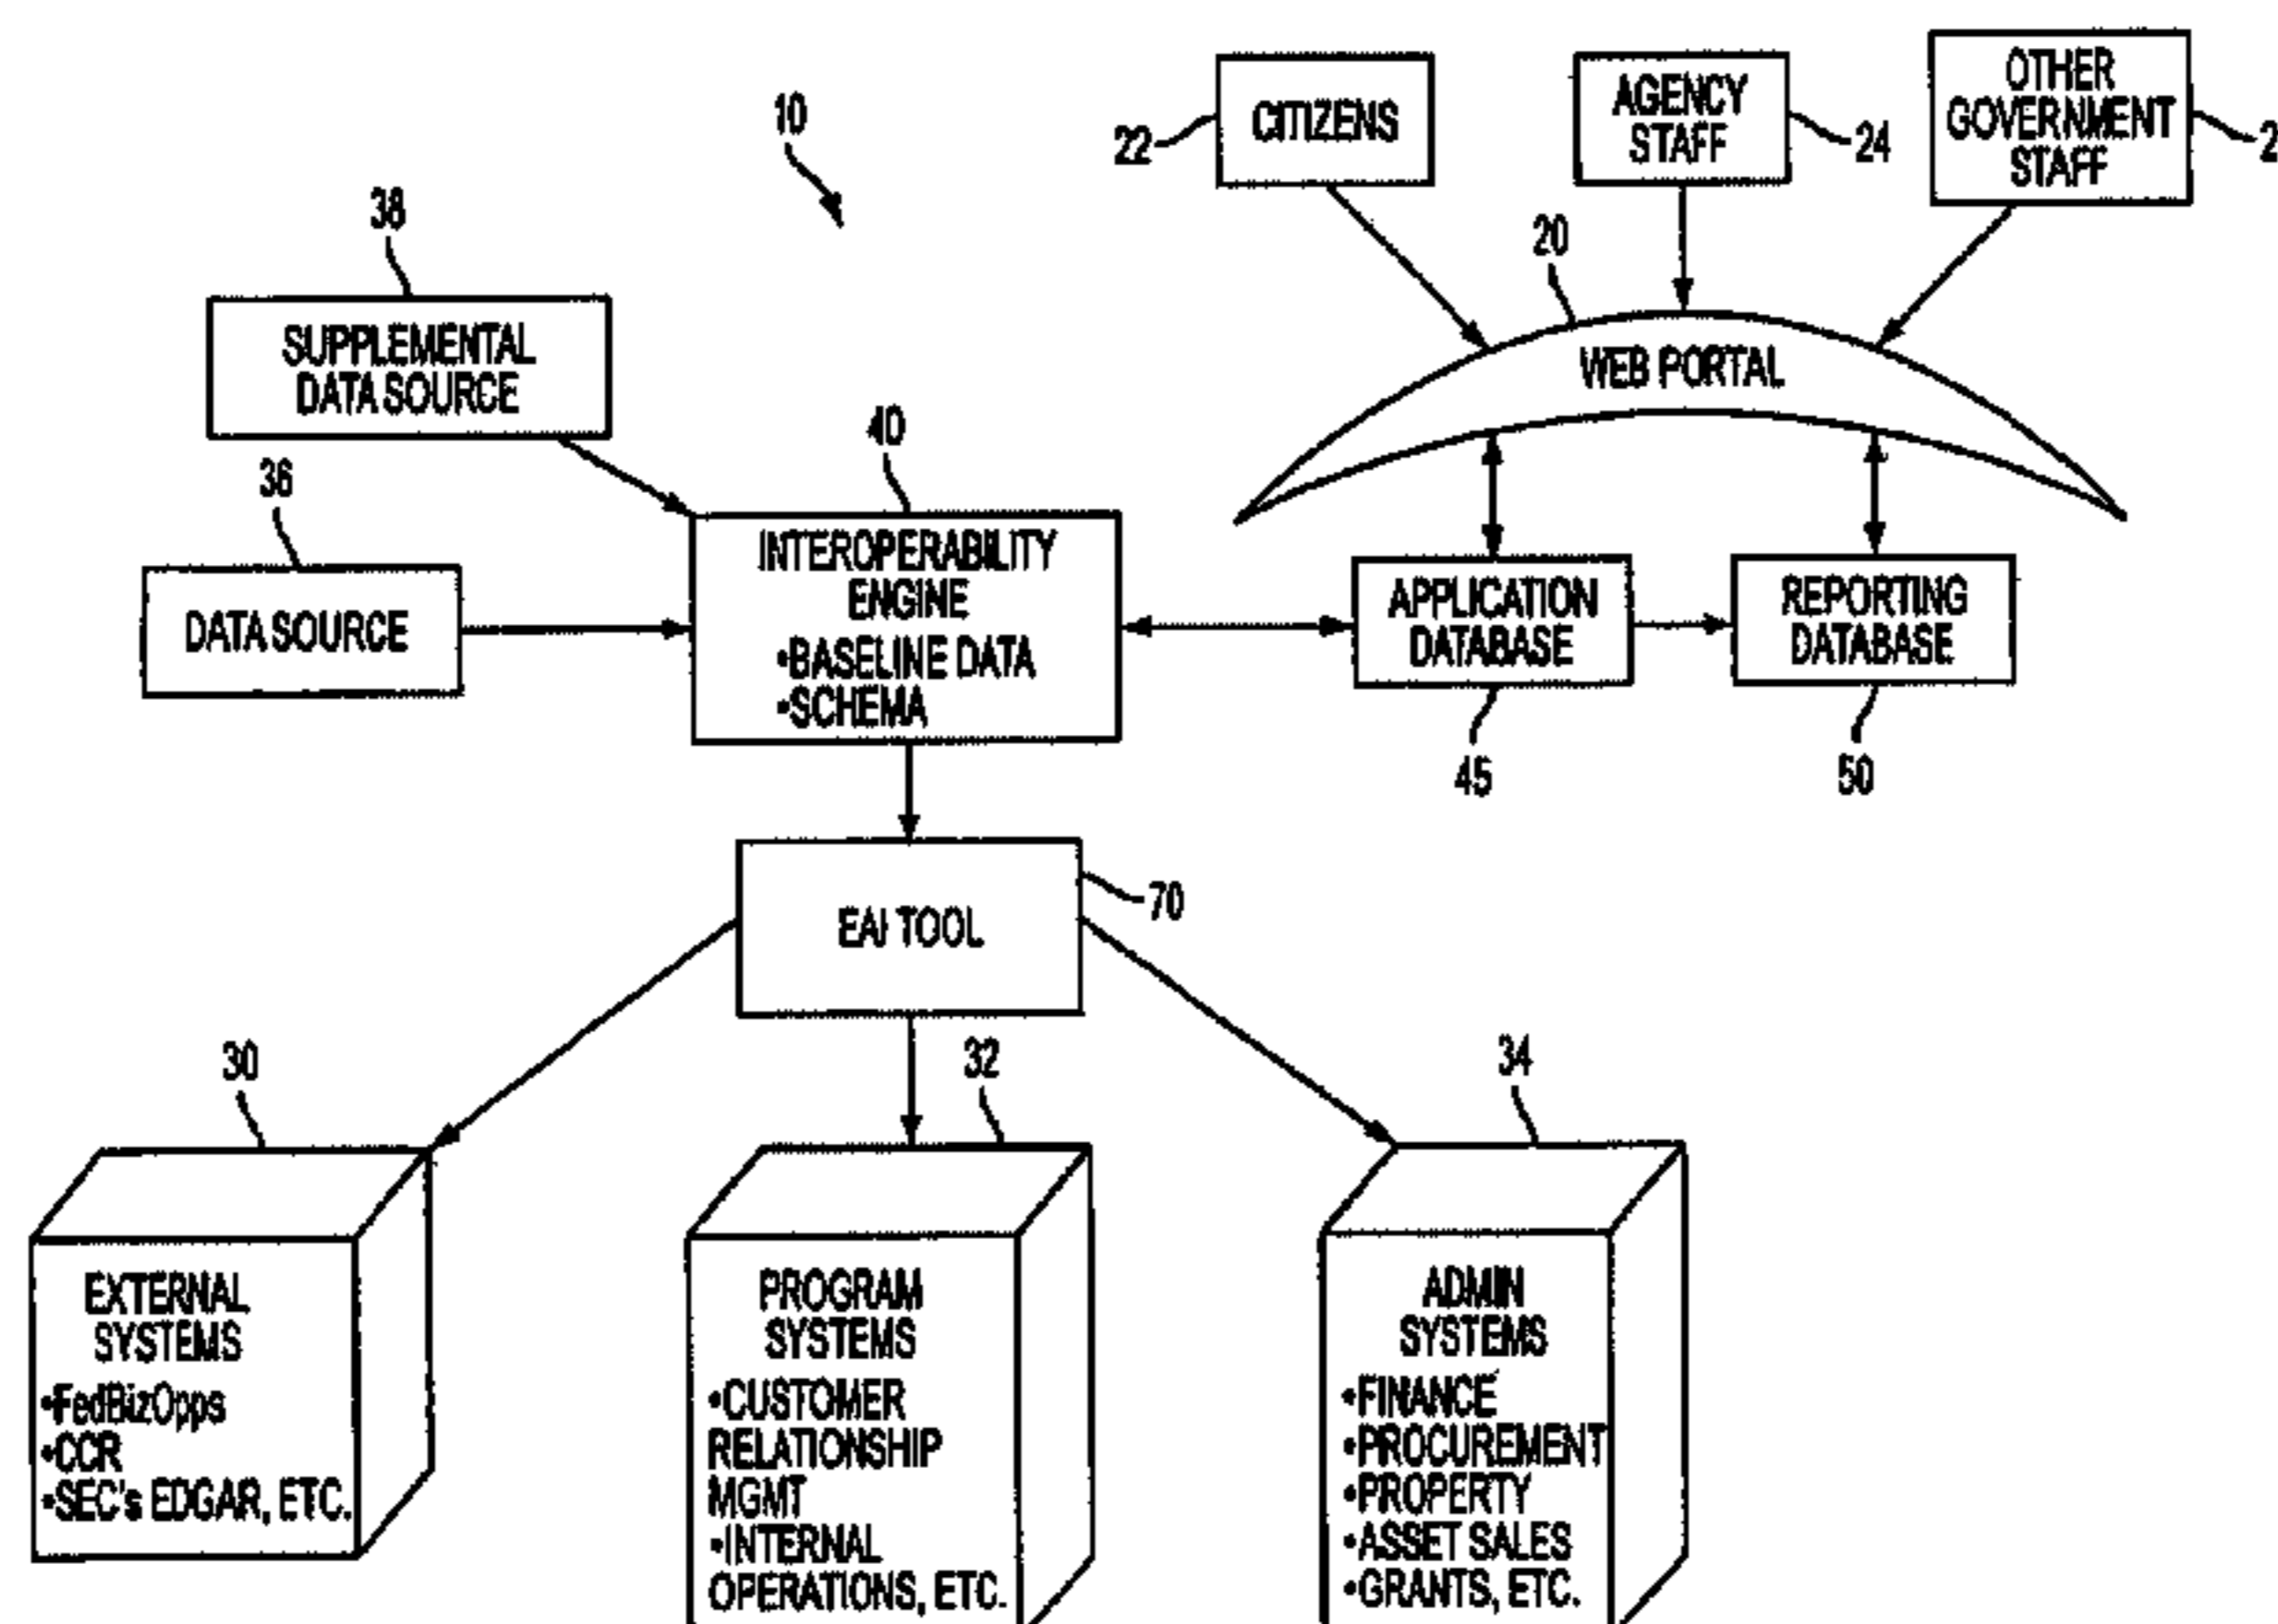 10
22
CITIZENS
AGENCY
STAFF
24
OTHER
GOVERNMENT
STAFF
2
38
SUPPLEMENTAL
DATA SOURCE
20
WEB PORTAL
36
DATA SOURCE
40
INTEROPERABILITY
ENGINE
•BASELINE DATA
•SCHEMA
APPLICATION
DATABASE
45
REPORTING
DATABASE
50
EAI TOOL
70
30
EXTERNAL
SYSTEMS
•FedBizOpps
•CCR
•SEC's EDGAR, ETC.
32
PROGRAM
SYSTEMS
•CUSTOMER
RELATIONSHIP
MGMT
•INTERNAL
OPERATIONS, ETC.
34
ADMIN
SYSTEMS
•FINANCE
•PROCUREMENT
•PROPERTY
•ASSET SALES
•GRANTS, ETC.